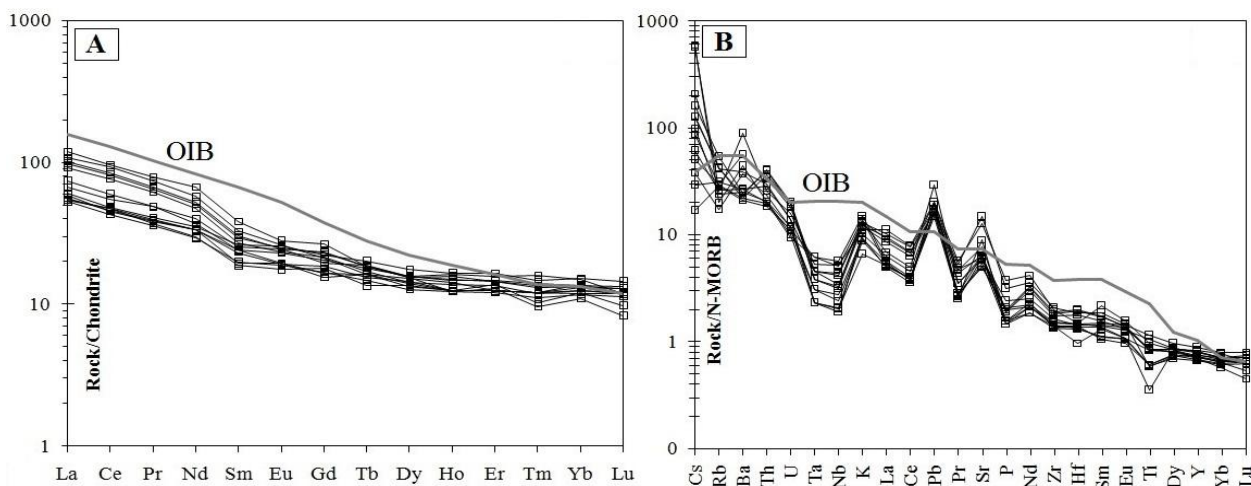 A
1000
100
10
1
Rock/Chondrite
OIB
La Ce Pr Nd Sm Eu Gd Tb Dy Ho Er Tm Yb Lu
B
1000
100
10
1
0
Rock/N-MORB
OIB
Cs Rb Ba Th U Ta Nb K La Ce Pb Pr Sr P Nd Zr Hf Sm Eu Ti Dy Y Yb Lu